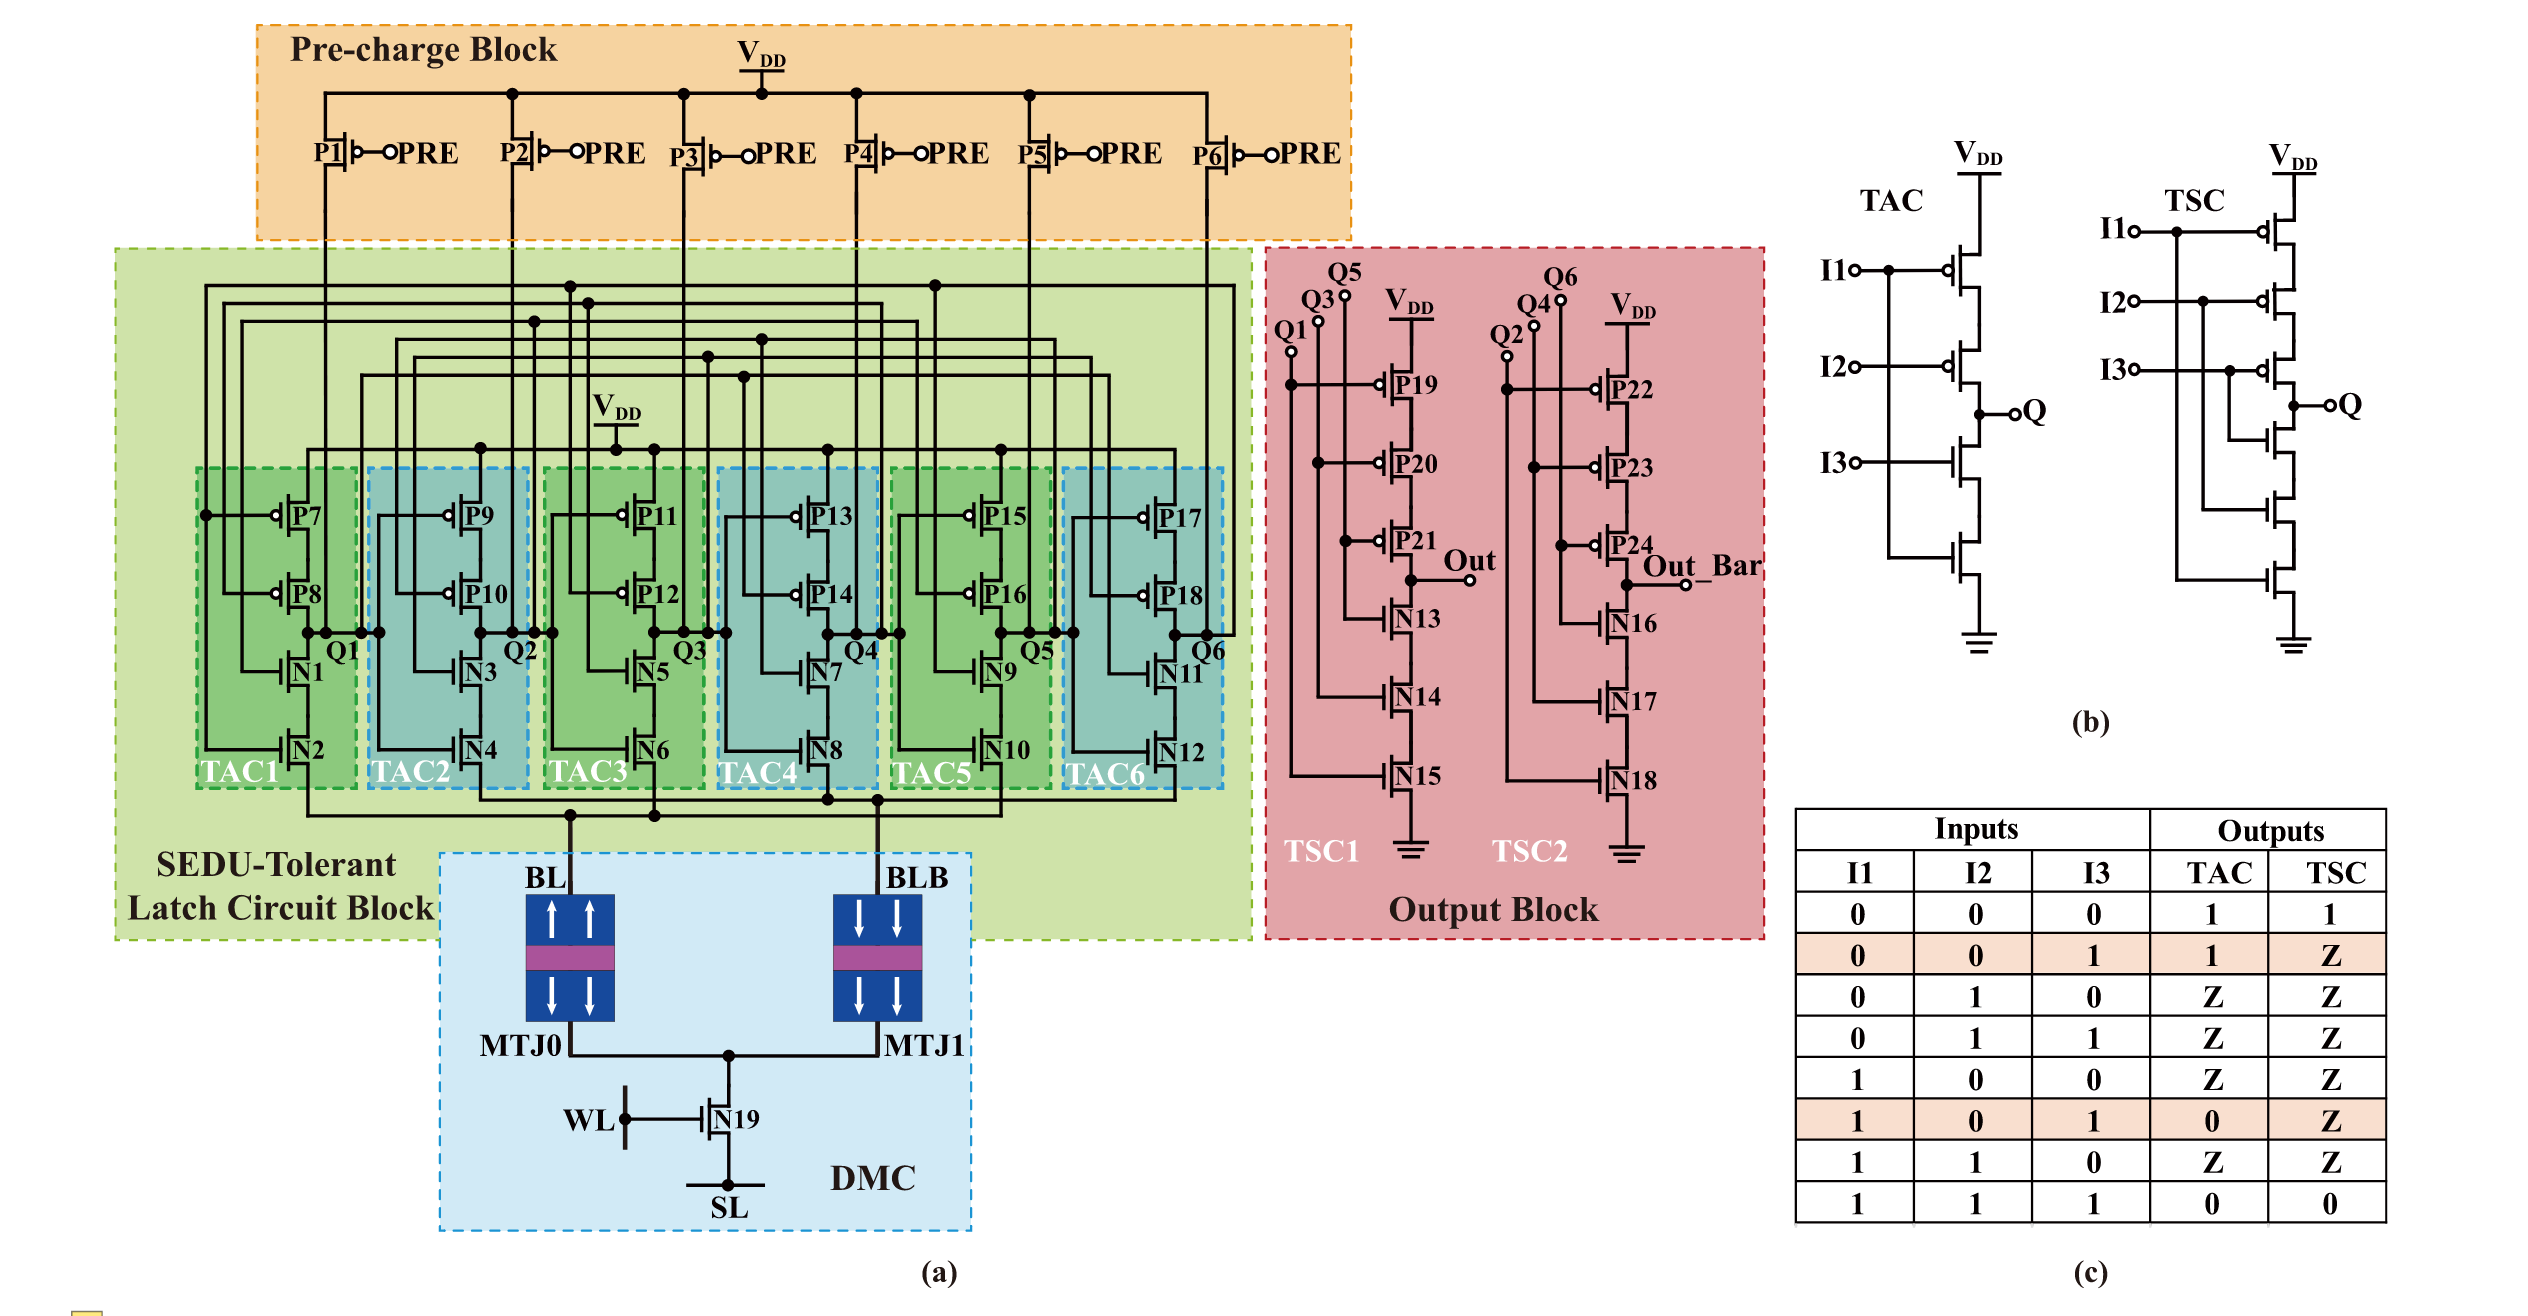 Pre-charge Block
VDD
P1 PRE P2 PRE P3 PRE P4 PRE P5 PRE P6 PRE
VDD
P7 P9 P11 P13 P15 P17
P8 P10 P12 P14 P16 P18
Q1 Q2 Q3 Q4 Q5 Q6
N1 N3 N5 N7 N9 N11
N2 N4 N6 N8 N10 N12
TAC1 TAC2 TAC3 TAC4 TAC5 TAC6
SEDU-Tolerant
Latch Circuit Block
BL BLB
MTJ0 MTJ1
WL N19
DMC
SL
(a)
Q5 Q6
Q3 VDD Q4 VDD
Q1 Q2
P19 P22
P20 P23
P21 P24
Out Out_Bar
N13 N16
N14 N17
N15 N18
TSC1 TSC2
Output Block
VDD VDD
TAC TSC
I1 I1
I2 I2
I3 I3
Q Q
(b)
Inputs Outputs
I1 I2 I3 TAC TSC
0 0 0 1 1
0 0 1 1 Z
0 1 0 Z Z
0 1 1 Z Z
1 0 0 Z Z
1 0 1 0 Z
1 1 0 Z Z
1 1 1 0 0
(c)